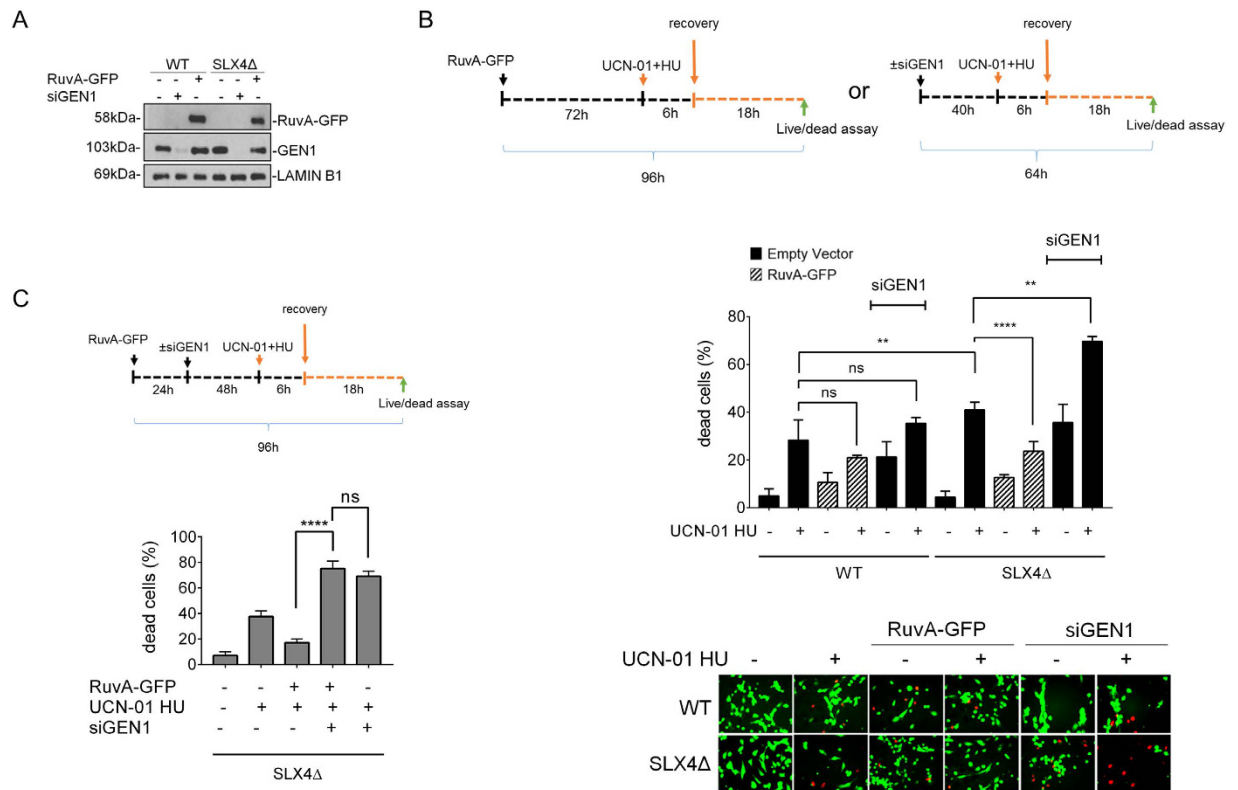 A
WT SLX4Δ
RuvA-GFP - - + - - +
siGEN1 - + - - + -
58kDa- -RuvA-GFP
103kDa- -GEN1
69kDa- -LAMIN B1
B
recovery
RuvA-GFP UCN-01+HU
72h 6h 18h
Live/dead assay
96h
or
recovery
±siGEN1 UCN-01+HU
40h 6h 18h
Live/dead assay
64h
Empty Vector
RuvA-GFP
siGEN1
siGEN1
dead cells (%)
80
60
40
20
0
**
ns
ns
**
****
UCN-01 HU - + - + - + - + - + - +
WT SLX4Δ
RuvA-GFP siGEN1
UCN-01 HU - + - + - +
WT
SLX4Δ
C
recovery
RuvA-GFP ±siGEN1 UCN-01+HU
24h 48h 6h 18h
Live/dead assay
96h
dead cells (%)
100
80
60
40
20
0
ns
****
RuvA-GFP - - + + -
UCN-01 HU - + + + +
siGEN1 - - - + +
SLX4Δ